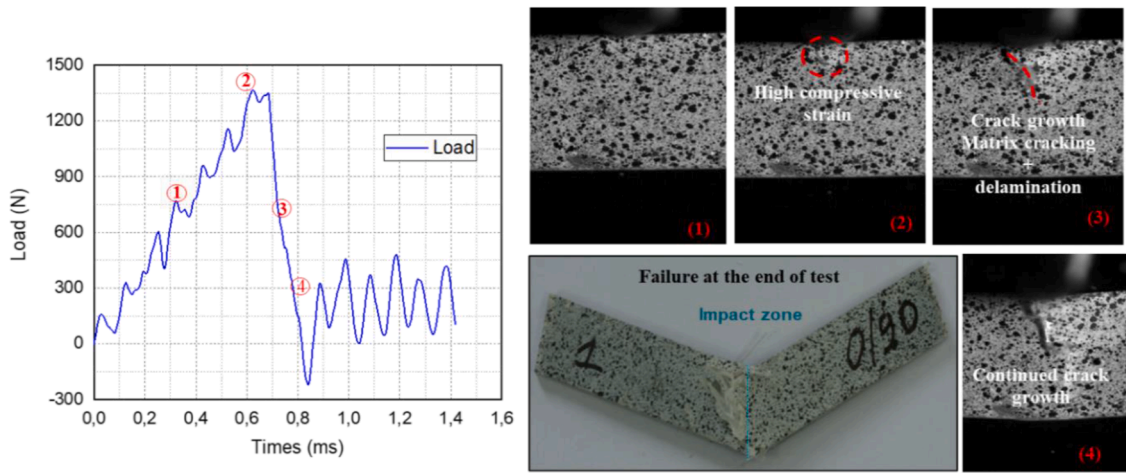 1500
1200
900
600
300
0
-300
Load (N)
0,0 0,2 0,4 0,6 0,8 1,0 1,2 1,4 1,6
Times (ms)
Load
1
2
3
4
(1)
High compressive
strain
(2)
Crack growth
Matrix cracking
+
delamination
(3)
Failure at the end of test
Impact zone
1
0/90
Continued crack
growth
(4)